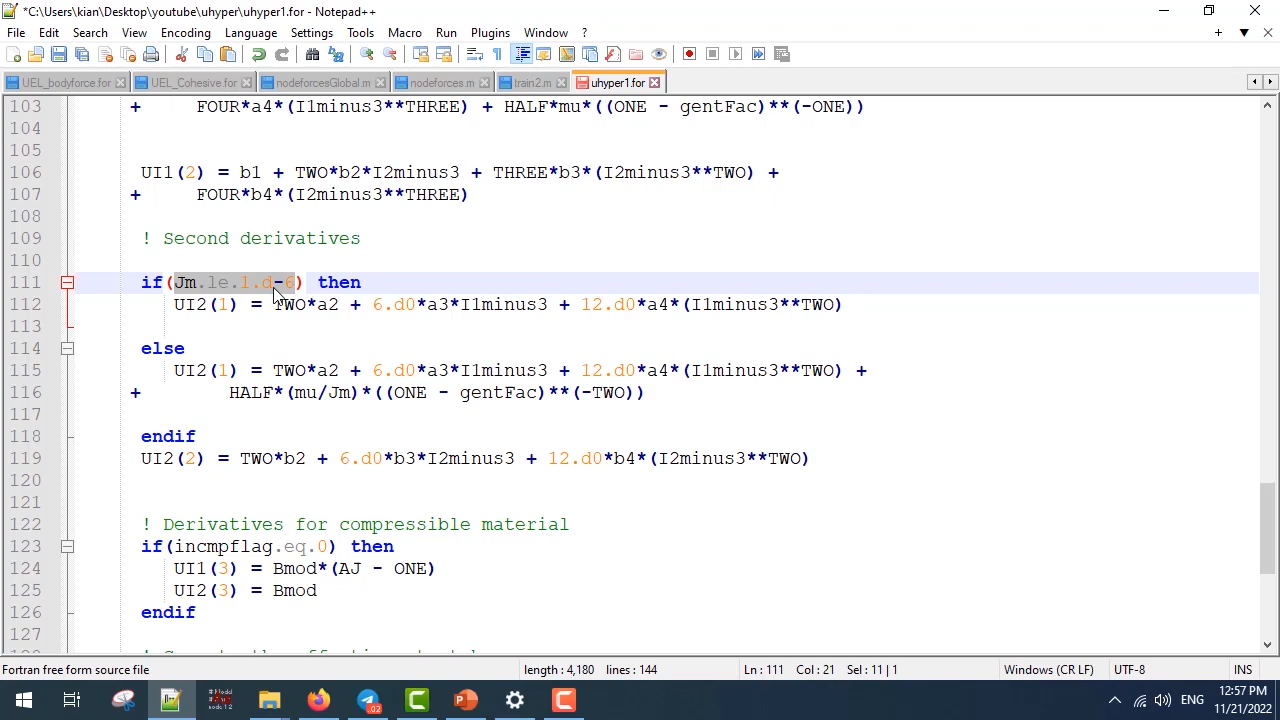 *C:\Users\kian\Desktop\youtube\uhyper\uhyper1.for - Notepad++
File Edit Search View Encoding Language Settings Tools Macro Run Plugins Window ?
UEL_bodyforce.for UEL_Cohesive.for nodeforcesGlobal.m nodeforces.m train2.m uhyper1.for
103 + FOUR*a4*(I1minus3**THREE) + HALF*mu*((ONE - gentFac)**(-ONE))
104
105
106 UI1(2) = b1 + TWO*b2*I2minus3 + THREE*b3*(I2minus3**TWO) +
107 + FOUR*b4*(I2minus3**THREE)
108
109 ! Second derivatives
110
111 if(Jm.le.1.d-6) then
112 UI2(1) = TWO*a2 + 6.d0*a3*I1minus3 + 12.d0*a4*(I1minus3**TWO)
113
114 else
115 UI2(1) = TWO*a2 + 6.d0*a3*I1minus3 + 12.d0*a4*(I1minus3**TWO) +
116 + HALF*(mu/Jm)*((ONE - gentFac)**(-TWO))
117
118 endif
119 UI2(2) = TWO*b2 + 6.d0*b3*I2minus3 + 12.d0*b4*(I2minus3**TWO)
120
121
122 ! Derivatives for compressible material
123 if(incmpflag.eq.0) then
124 UI1(3) = Bmod*(AJ - ONE)
125 UI2(3) = Bmod
126 endif
127
Fortran free form source file length : 4,180 lines : 144 Ln : 111 Col : 21 Sel : 11 | 1 Windows (CR LF) UTF-8 INS
ENG 12:57 PM
11/21/2022